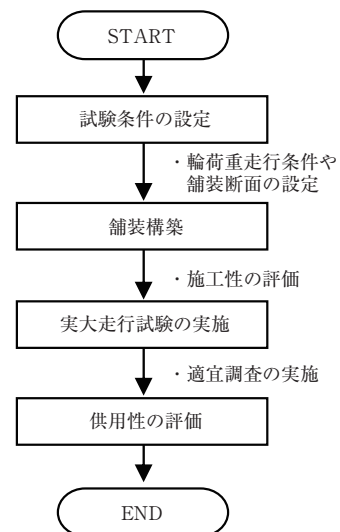 START
試験条件の設定
・輪荷重走行条件や
舗装断面の設定
舗装構築
・施工性の評価
実大走行試験の実施
・適宜調査の実施
供用性の評価
END